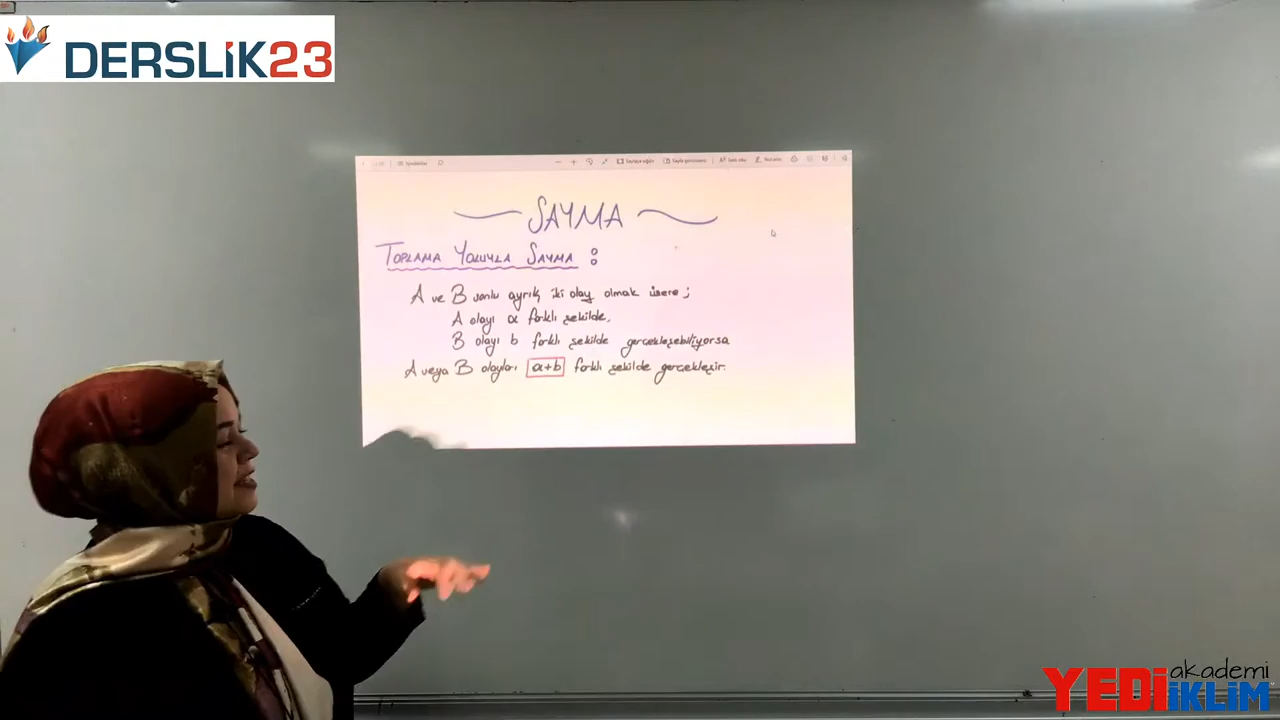 DERSLİK23
SAYMA
TOPLAMA YOLUYLA SAYMA :
A ve B sonlu ayrık iki olay olmak üzere;
A olayı a farklı şekilde,
B olayı b farklı şekilde gerçekleşebiliyorsa
A veya B olayları a+b farklı şekilde gerçekleşir.
YEDİ İKLİM akademi